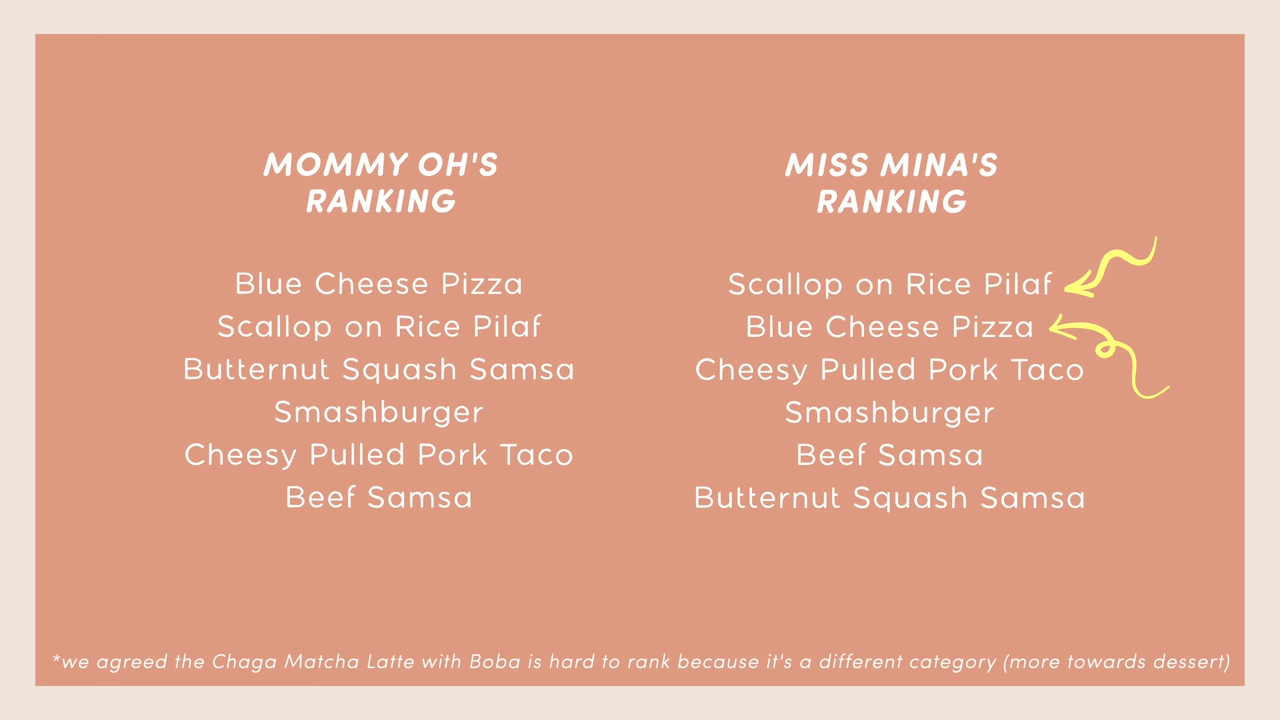 MOMMY OH'S
RANKING
Blue Cheese Pizza
Scallop on Rice Pilaf
Butternut Squash Samsa
Smashburger
Cheesy Pulled Pork Taco
Beef Samsa
MISS MINA'S
RANKING
Scallop on Rice Pilaf
Blue Cheese Pizza
Cheesy Pulled Pork Taco
Smashburger
Beef Samsa
Butternut Squash Samsa
*we agreed the Chaga Matcha Latte with Boba is hard to rank because it's a different category (more towards dessert)